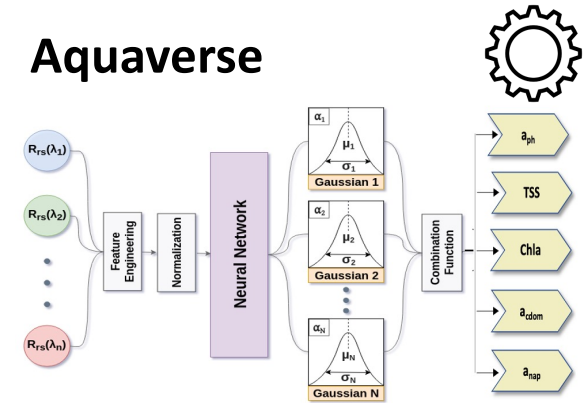 Aquaverse
Rrs(λ1)
Rrs(λ2)
Rrs(λn)
Feature
Engineering
Normalization
Neural Network
α1
μ1
σ1
Gaussian 1
α2
μ2
σ2
Gaussian 2
αN
μN
σN
Gaussian N
Combination
Function
aph
TSS
Chla
acdom
anap